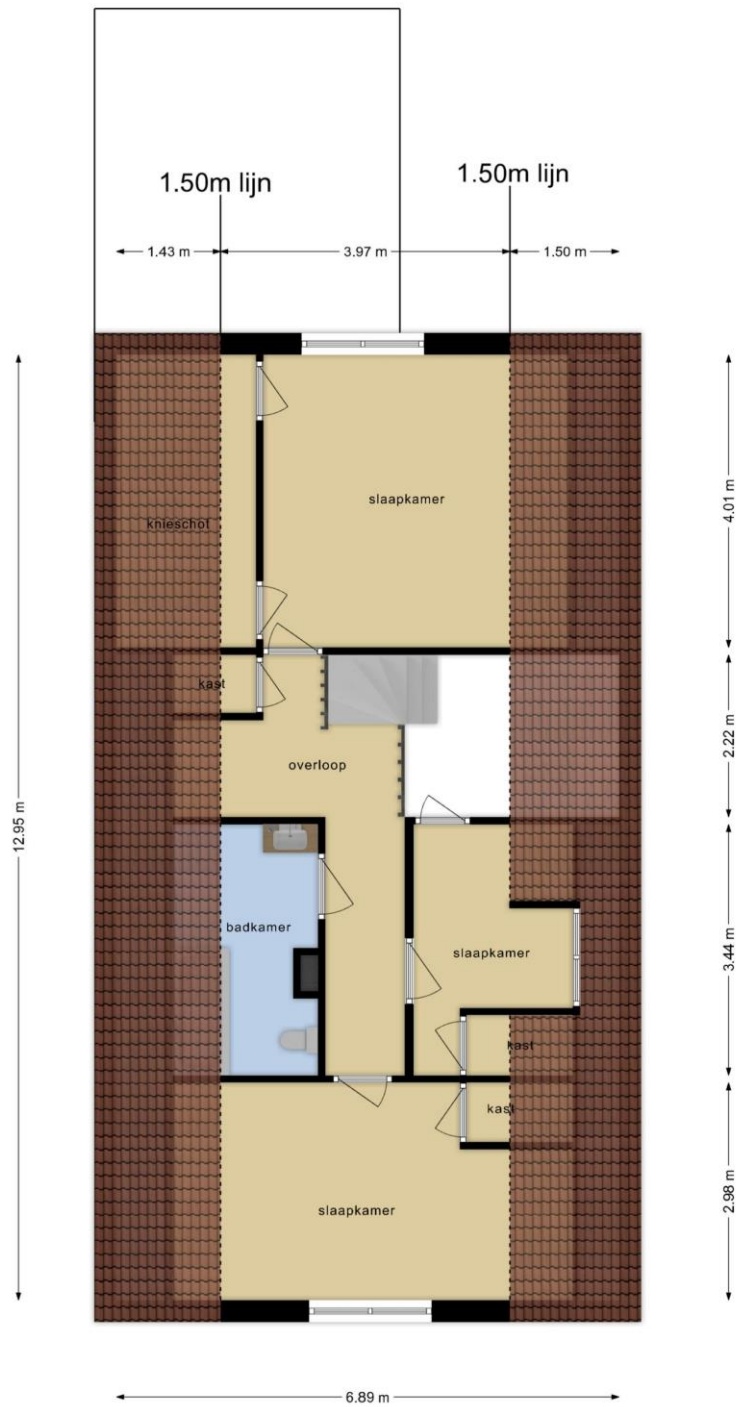 1.50m lijn
1.50m lijn
1.43 m
3.97 m
1.50 m
slaapkamer
4.01 m
knieschot
kast
2.22 m
overloop
12.95 m
badkamer
slaapkamer
3.44 m
kast
kast
2.98 m
slaapkamer
6.89 m